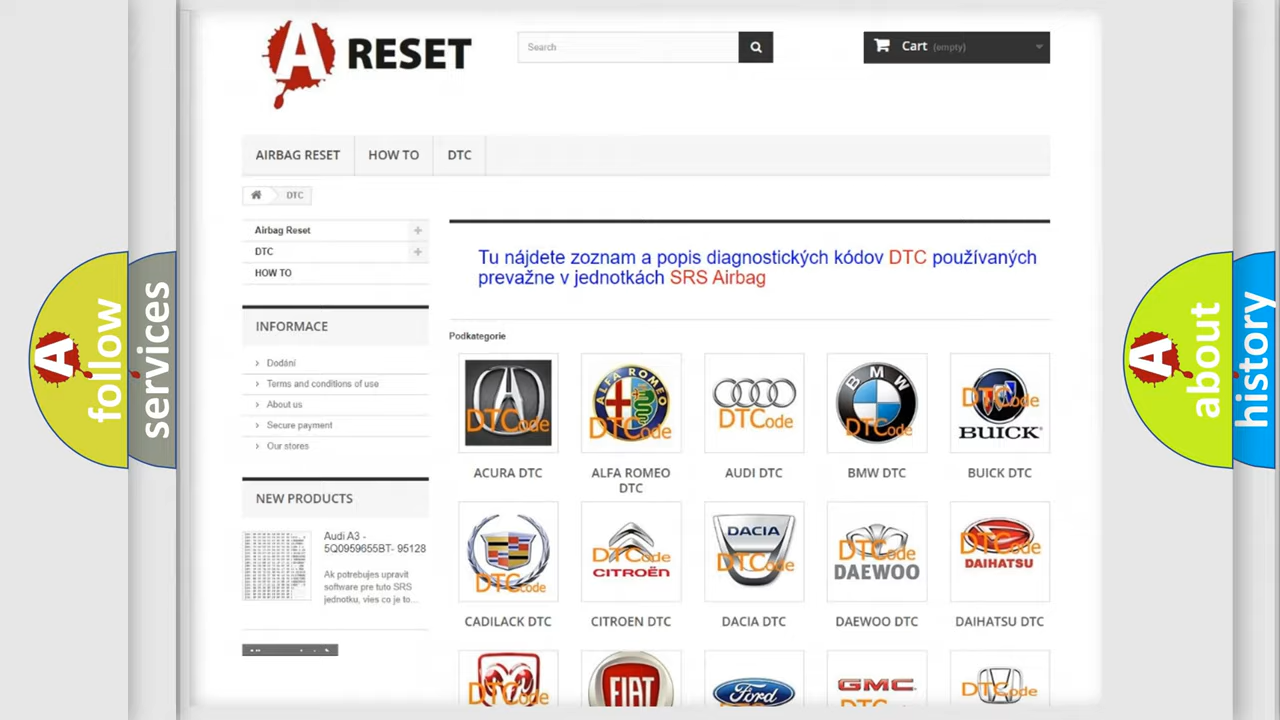 A RESET
Search
Cart (empty)
AIRBAG RESET
HOW TO
DTC
DTC
Airbag Reset
DTC
HOW TO
INFORMACE
Dodání
Terms and conditions of use
About us
Secure payment
Our stores
NEW PRODUCTS
Audi A3 -
5Q0959655BT- 95128
Ak potrebujes upravit
software pre tuto SRS
jednotku, vies co je to...
Tu nájdete zoznam a popis diagnostických kódov DTC používaných
prevažne v jednotkách SRS Airbag
Podkategorie
DTCode
ALFA ROMEO
DTCode
DTCode
BMW
DTCode
DTCode
BUICK
ACURA DTC
ALFA ROMEO
DTC
AUDI DTC
BMW DTC
BUICK DTC
DTCode
DTCode
CITROËN
DACIA
DTCode
DTCode
DAEWOO
DTCode
DAIHATSU
CADILACK DTC
CITROEN DTC
DACIA DTC
DAEWOO DTC
DAIHATSU DTC
DTCode
FIAT
Ford
GMC
DTCode
A follow
services
A about
history